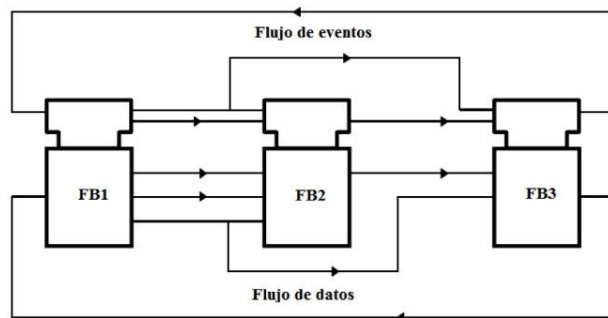 Flujo de eventos
FB1
FB2
FB3
Flujo de datos